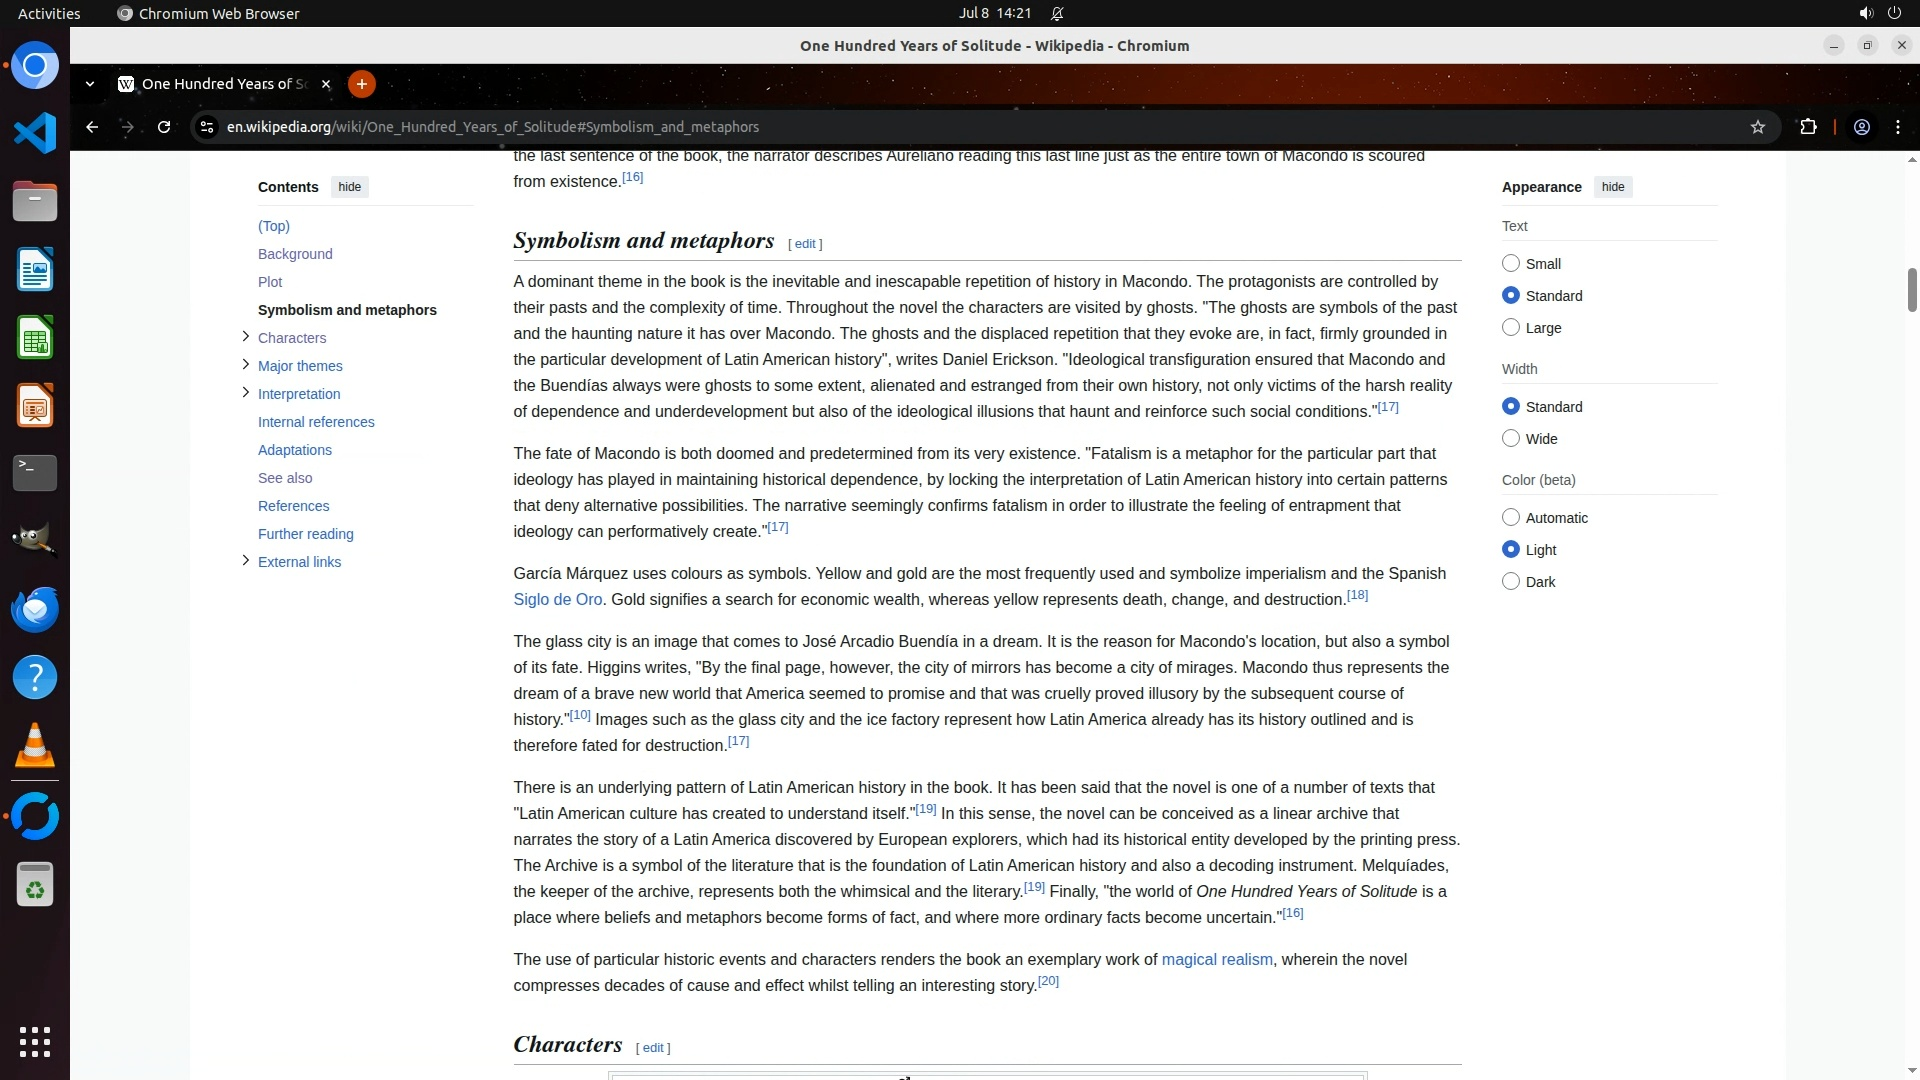 Activities
Chromium Web Browser
Jul 8 14:21
One Hundred Years of Solitude - Wikipedia - Chromium
One Hundred Years of S
en.wikipedia.org/wiki/One_Hundred_Years_of_Solitude#Symbolism_and_metaphors
Contents hide
(Top)
Background
Plot
Symbolism and metaphors
Characters
Major themes
Interpretation
Internal references
Adaptations
See also
References
Further reading
External links
the last sentence of the book, the narrator describes Aureliano reading this last line just as the entire town of Macondo is scoured
from existence.[16]
Symbolism and metaphors [ edit ]
A dominant theme in the book is the inevitable and inescapable repetition of history in Macondo. The protagonists are controlled by
their pasts and the complexity of time. Throughout the novel the characters are visited by ghosts. "The ghosts are symbols of the past
and the haunting nature it has over Macondo. The ghosts and the displaced repetition that they evoke are, in fact, firmly grounded in
the particular development of Latin American history", writes Daniel Erickson. "Ideological transfiguration ensured that Macondo and
the Buendías always were ghosts to some extent, alienated and estranged from their own history, not only victims of the harsh reality
of dependence and underdevelopment but also of the ideological illusions that haunt and reinforce such social conditions."[17]
The fate of Macondo is both doomed and predetermined from its very existence. "Fatalism is a metaphor for the particular part that
ideology has played in maintaining historical dependence, by locking the interpretation of Latin American history into certain patterns
that deny alternative possibilities. The narrative seemingly confirms fatalism in order to illustrate the feeling of entrapment that
ideology can performatively create."[17]
García Márquez uses colours as symbols. Yellow and gold are the most frequently used and symbolize imperialism and the Spanish
Siglo de Oro. Gold signifies a search for economic wealth, whereas yellow represents death, change, and destruction.[18]
The glass city is an image that comes to José Arcadio Buendía in a dream. It is the reason for Macondo's location, but also a symbol
of its fate. Higgins writes, "By the final page, however, the city of mirrors has become a city of mirages. Macondo thus represents the
dream of a brave new world that America seemed to promise and that was cruelly proved illusory by the subsequent course of
history."[10] Images such as the glass city and the ice factory represent how Latin America already has its history outlined and is
therefore fated for destruction.[17]
There is an underlying pattern of Latin American history in the book. It has been said that the novel is one of a number of texts that
"Latin American culture has created to understand itself."[19] In this sense, the novel can be conceived as a linear archive that
narrates the story of a Latin America discovered by European explorers, which had its historical entity developed by the printing press.
The Archive is a symbol of the literature that is the foundation of Latin American history and also a decoding instrument. Melquíades,
the keeper of the archive, represents both the whimsical and the literary.[19] Finally, "the world of One Hundred Years of Solitude is a
place where beliefs and metaphors become forms of fact, and where more ordinary facts become uncertain."[16]
The use of particular historic events and characters renders the book an exemplary work of magical realism, wherein the novel
compresses decades of cause and effect whilst telling an interesting story.[20]
Characters [ edit ]
Appearance hide
Text
Small
Standard
Large
Width
Standard
Wide
Color (beta)
Automatic
Light
Dark